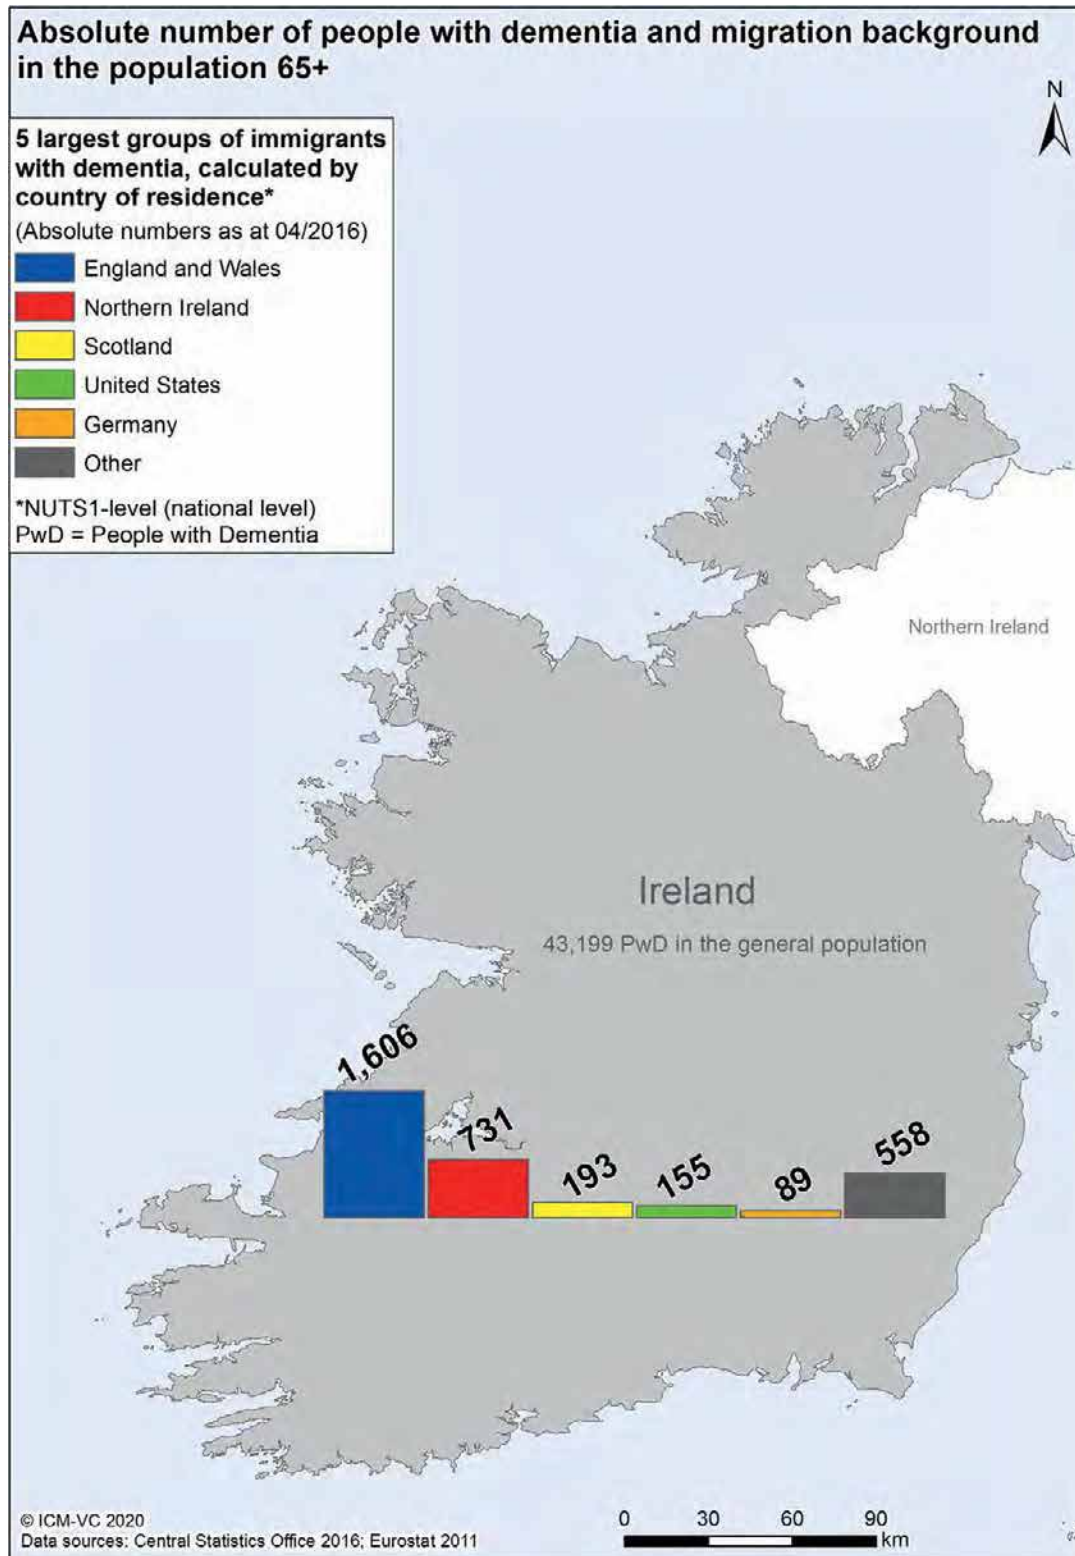 Absolute number of people with dementia and migration background
in the population 65+
N
5 largest groups of immigrants
with dementia, calculated by
country of residence*
(Absolute numbers as at 04/2016)
England and Wales
Northern Ireland
Scotland
United States
Germany
Other
*NUTS1-level (national level)
PwD = People with Dementia
Northern Ireland
Ireland
43,199 PwD in the general population
1,606
731
193
155
89
558
© ICM-VC 2020
Data sources: Central Statistics Office 2016; Eurostat 2011
0 30 60 90
km